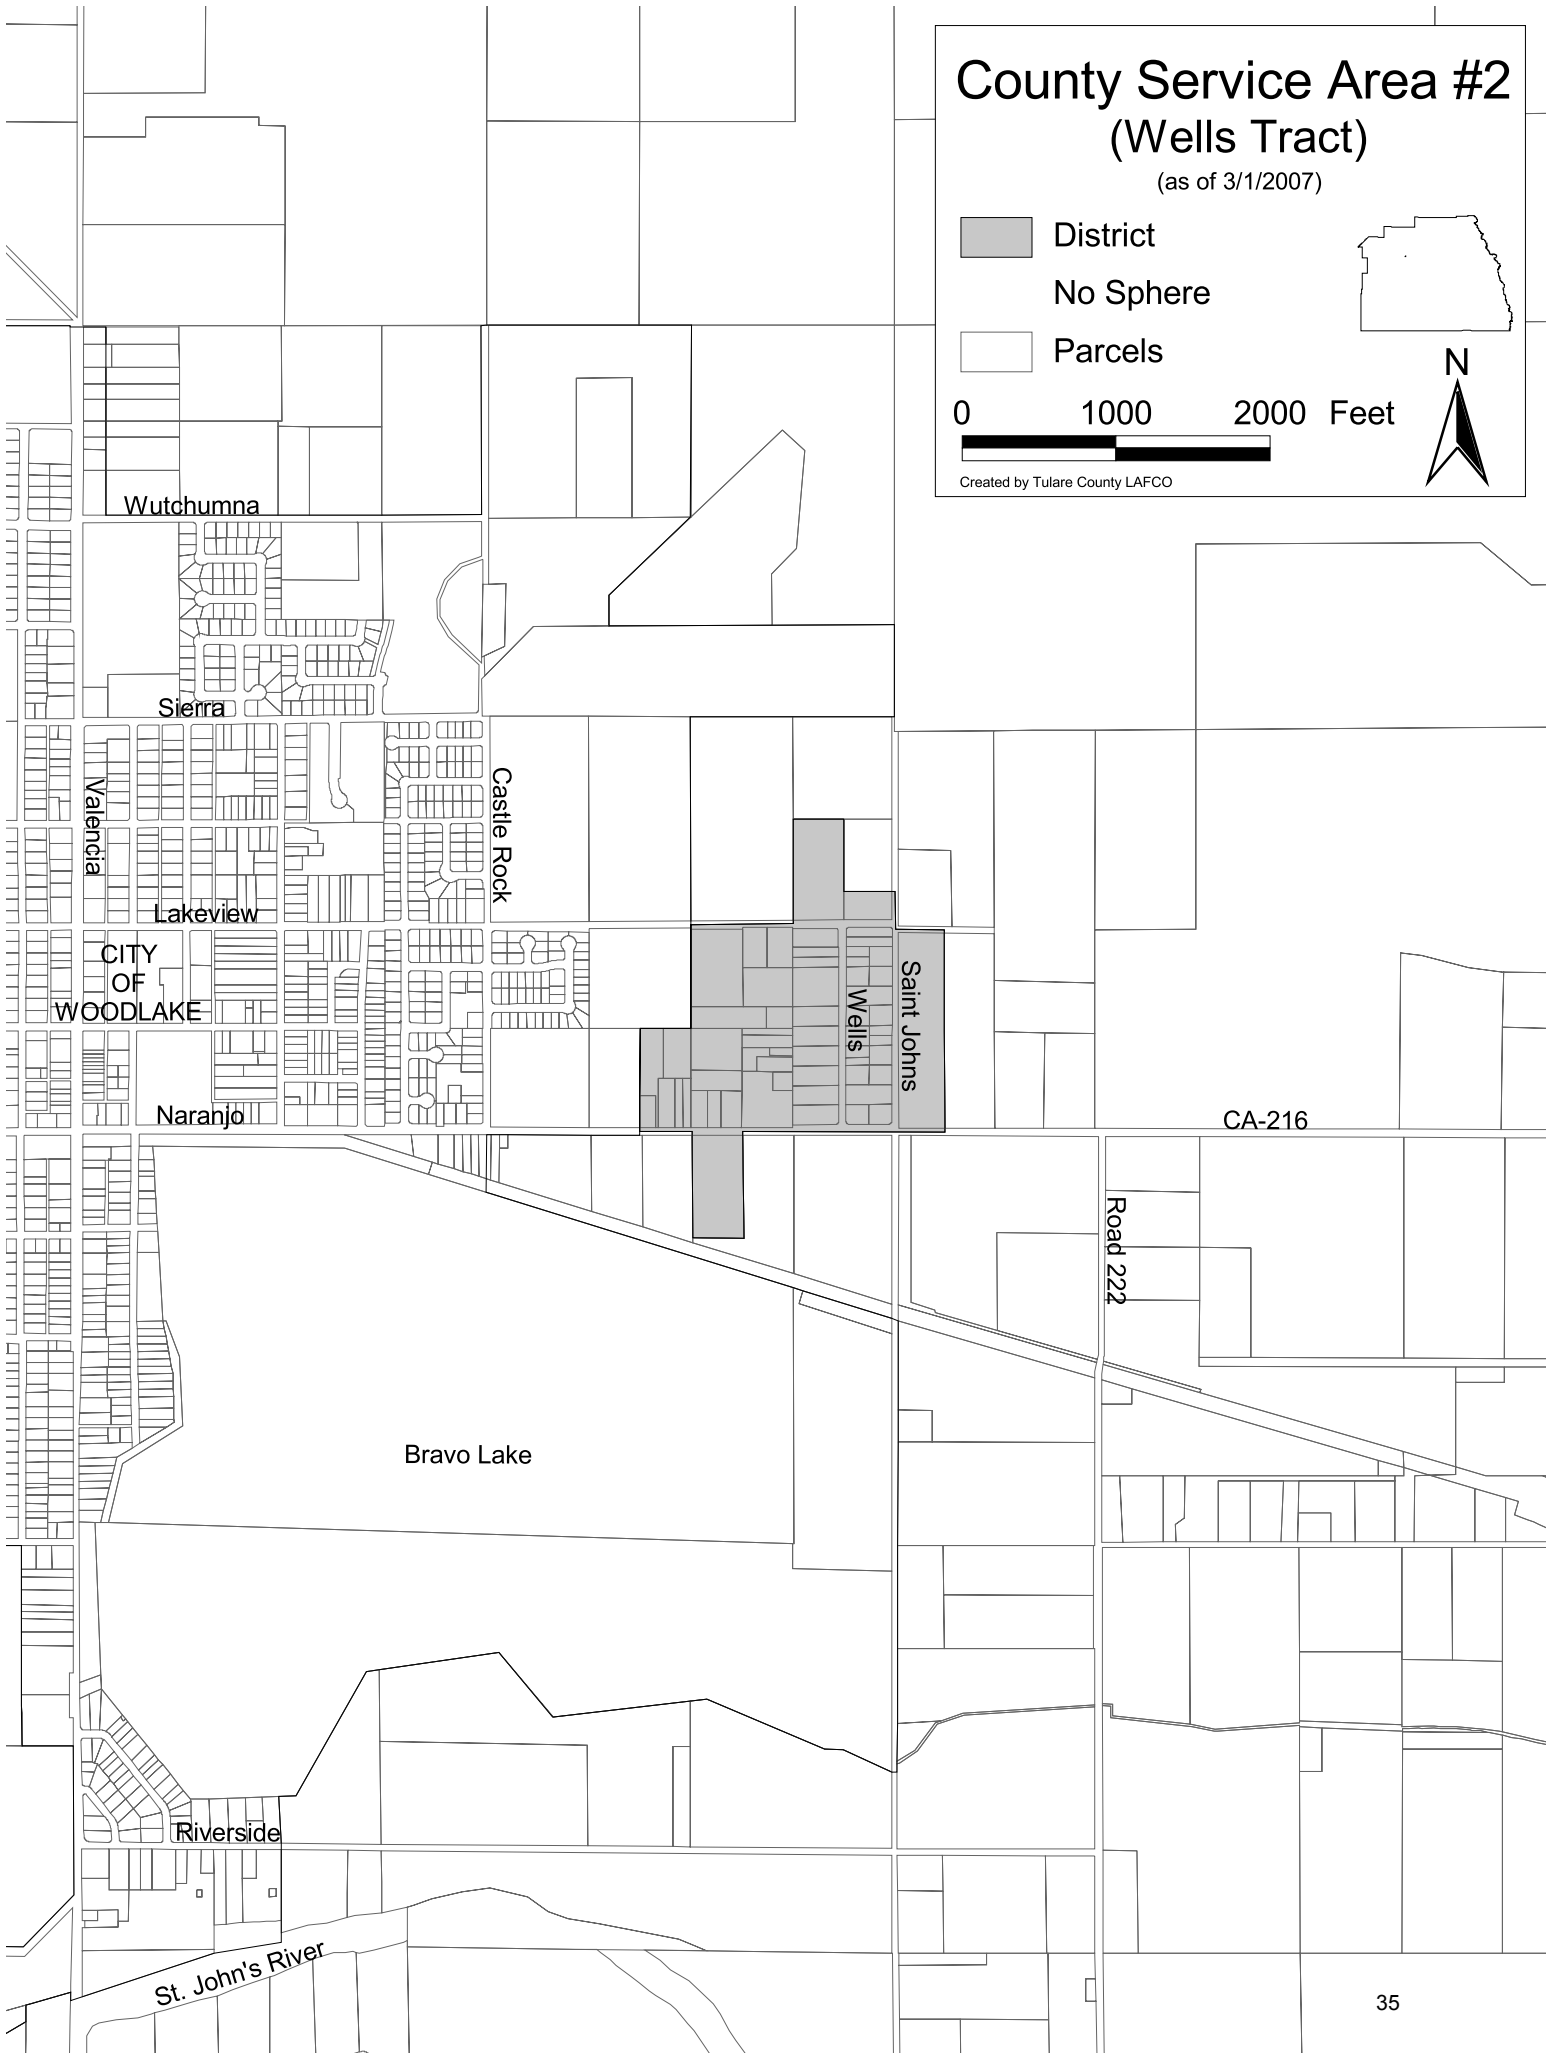 County Service Area #2
(Wells Tract)
(as of 3/1/2007)
District
No Sphere
Parcels
N
0 1000 2000 Feet
Created by Tulare County LAFCO
Wutchumna
Sierra
Valencia
Castle Rock
Lakeview
CITY
OF
WOODLAKE
Wells
Saint Johns
Naranjo
CA-216
Road 222
Bravo Lake
Riverside
St. John's River
35